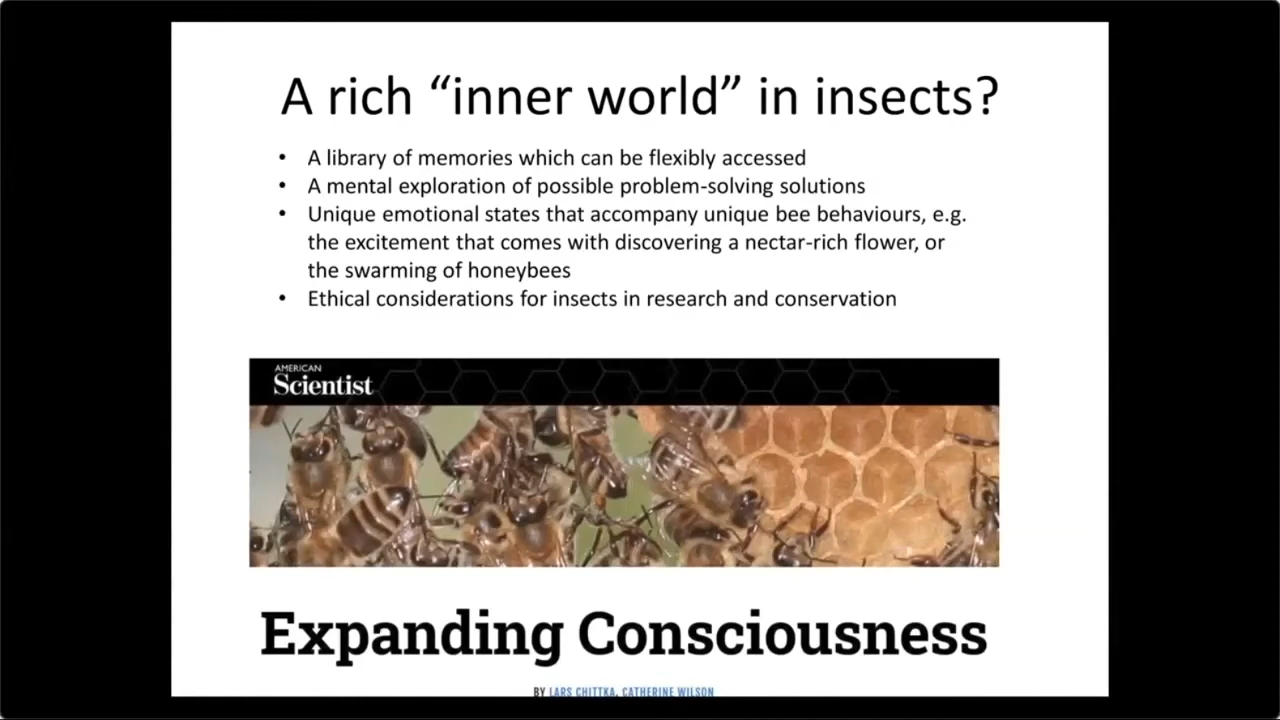 A rich “inner world” in insects?
• A library of memories which can be flexibly accessed
• A mental exploration of possible problem-solving solutions
• Unique emotional states that accompany unique bee behaviours, e.g.
the excitement that comes with discovering a nectar-rich flower, or
the swarming of honeybees
• Ethical considerations for insects in research and conservation
AMERICAN
Scientist
Expanding Consciousness
BY LARS CHITTKA, CATHERINE WILSON